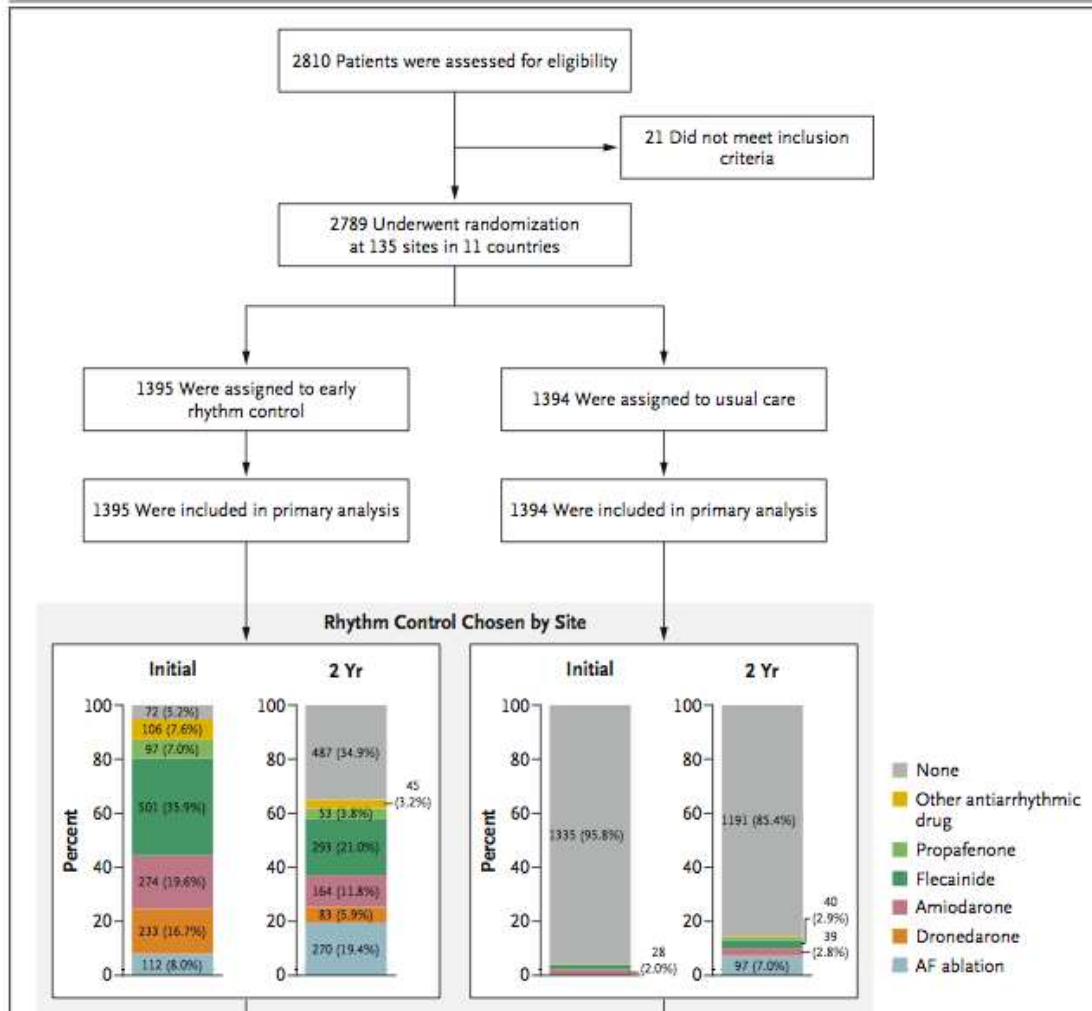 2810 Patients were assessed for eligibility
21 Did not meet inclusion
criteria
2789 Underwent randomization
at 135 sites in 11 countries
1395 Were assigned to early
rhythm control
1394 Were assigned to usual care
1395 Were included in primary analysis
1394 Were included in primary analysis
Rhythm Control Chosen by Site
Initial
2 Yr
Percent
100
80
60
40
20
0
72 (5.2%)
106 (7.6%)
97 (7.0%)
501 (35.9%)
274 (19.6%)
233 (16.7%)
112 (8.0%)
100
80
60
40
20
0
487 (34.9%)
45
(3.2%)
53 (3.8%)
293 (21.0%)
164 (11.8%)
83 (5.9%)
270 (19.4%)
Initial
2 Yr
Percent
100
80
60
40
20
0
1335 (95.8%)
28
(2.0%)
100
80
60
40
20
0
1191 (85.4%)
40
(2.9%)
39
(2.8%)
97 (7.0%)
None
Other antiarrhythmic
drug
Propafenone
Flecainide
Amiodarone
Dronedarone
AF ablation